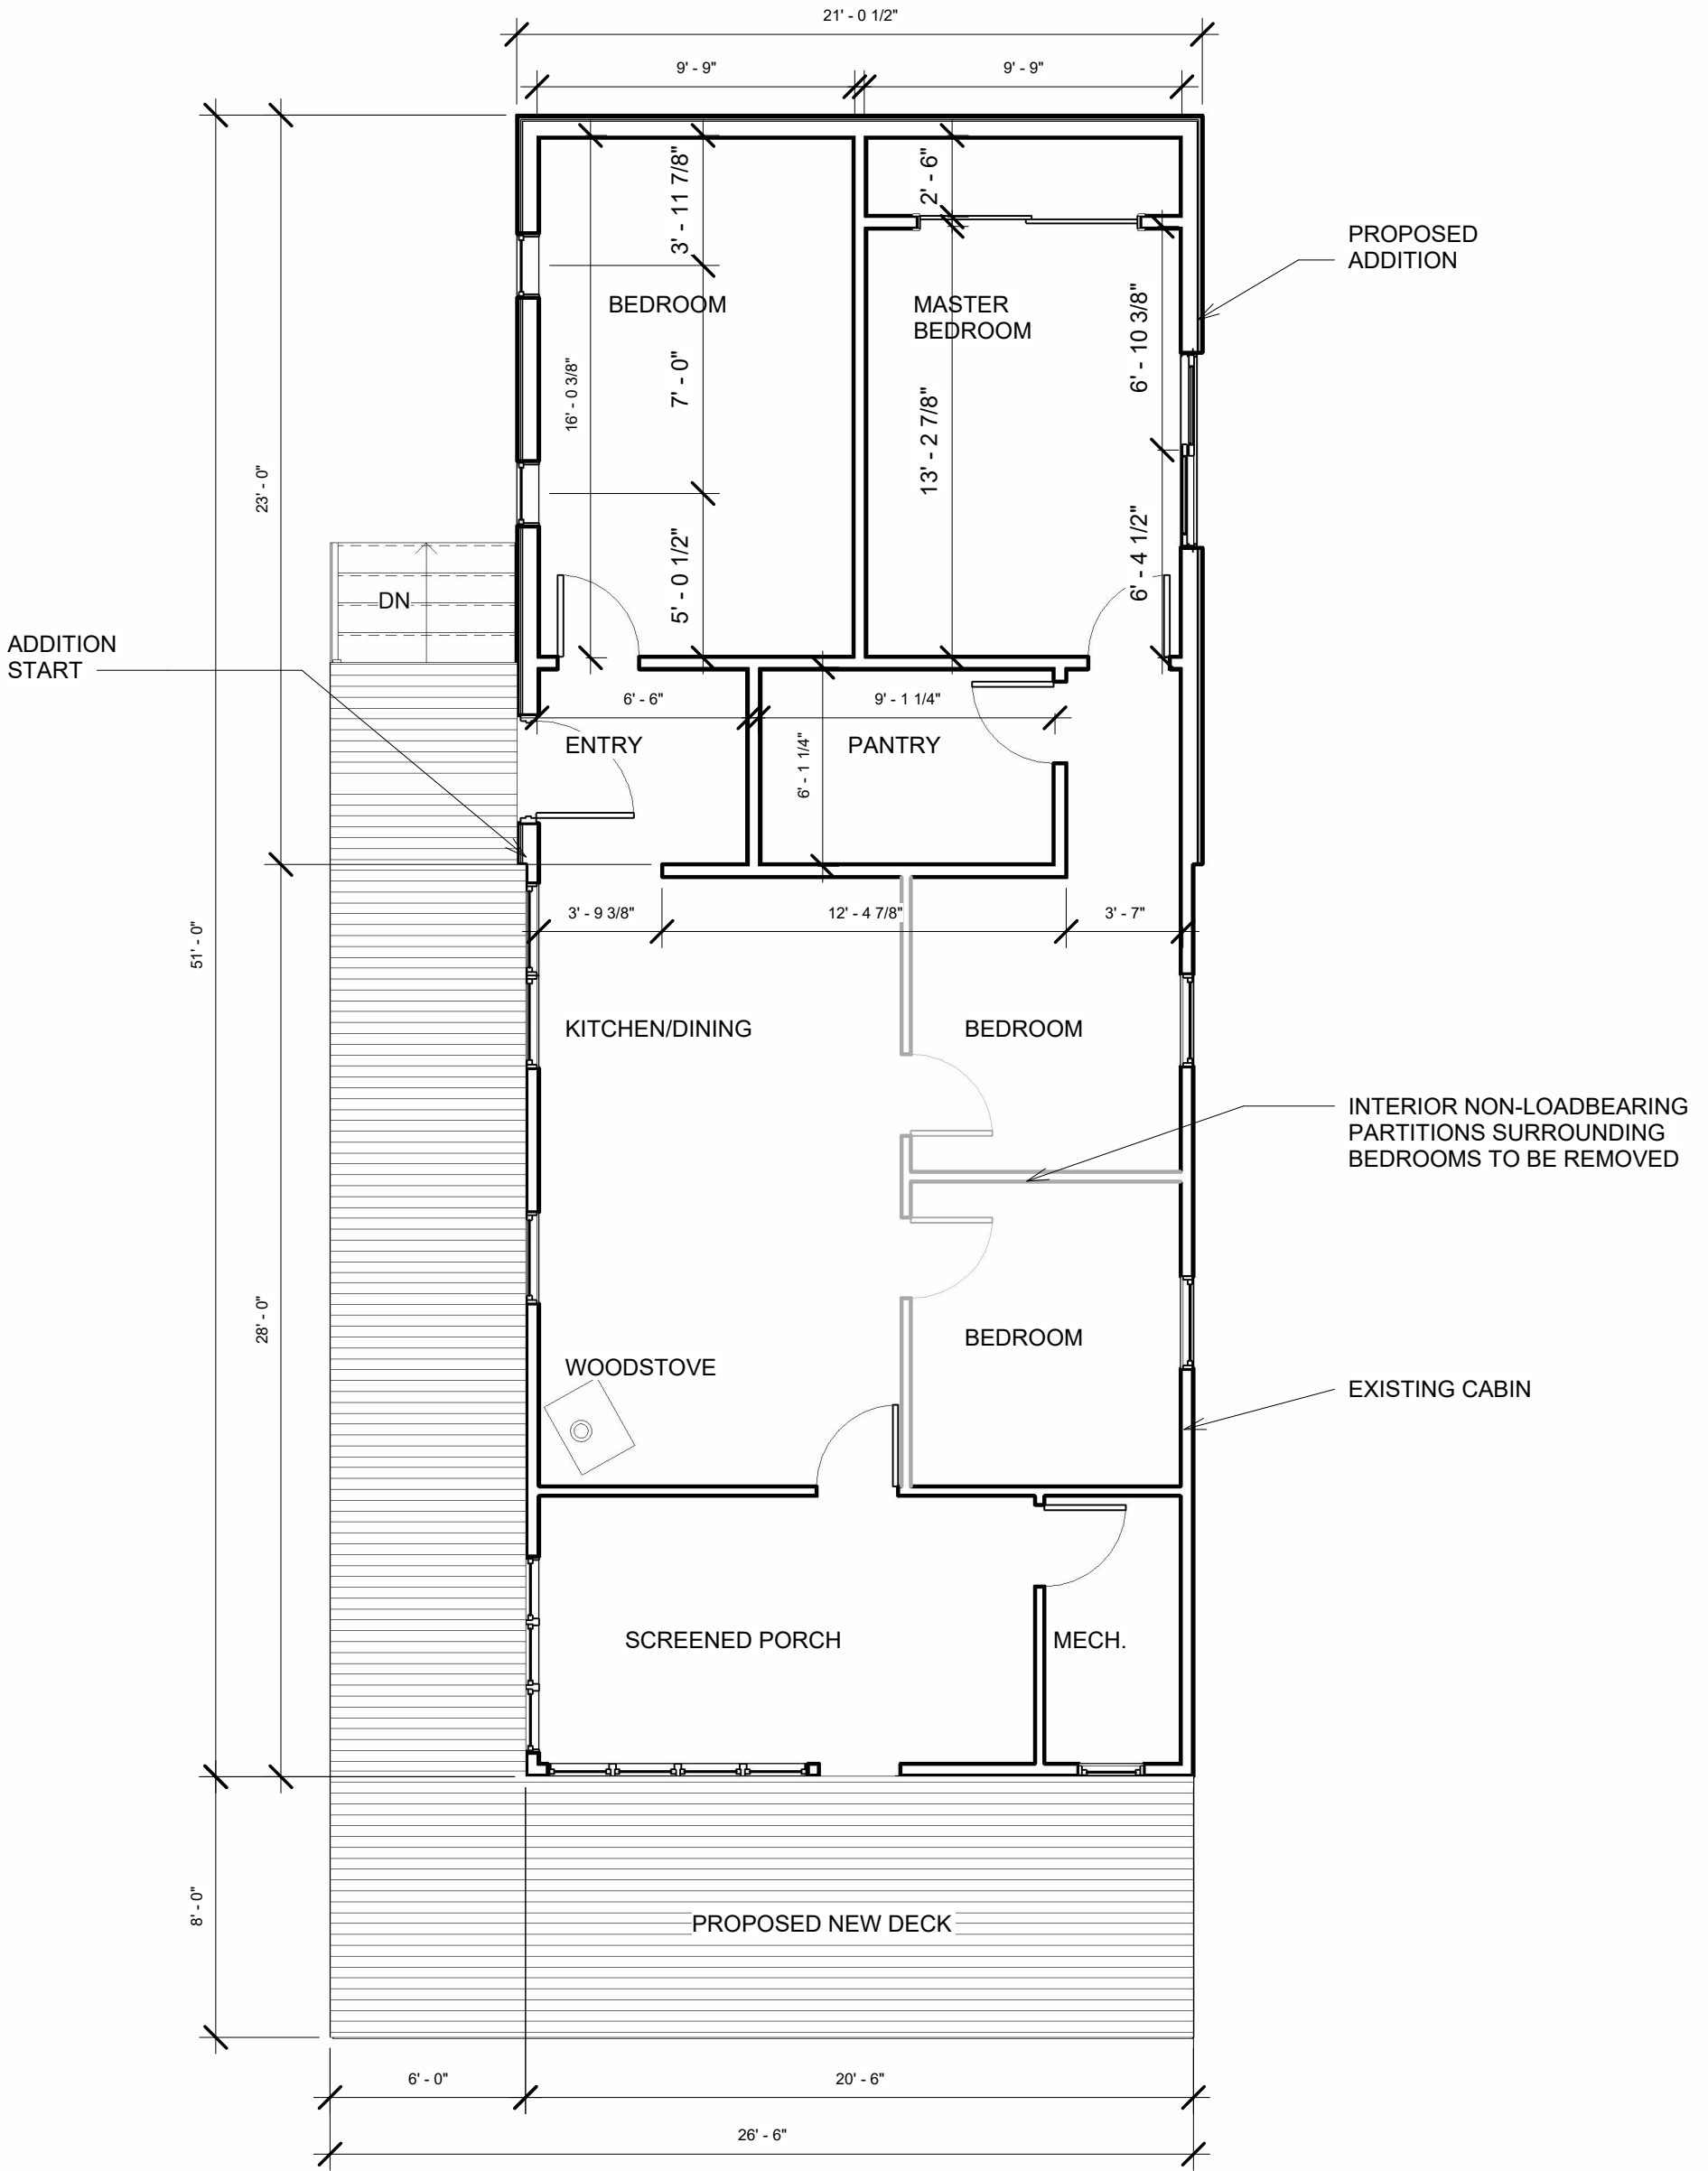 21' - 0 1/2"
9' - 9"
9' - 9"
3' - 11 7/8"
2' - 6"
PROPOSED
ADDITION
BEDROOM
MASTER
BEDROOM
6' - 10 3/8"
16' - 0 3/8"
7' - 0"
13' - 2 7/8"
23' - 0"
5' - 0 1/2"
6' - 4 1/2"
DN
ADDITION
START
6' - 6"
9' - 1 1/4"
ENTRY
PANTRY
6' - 1 1/4"
3' - 9 3/8"
12' - 4 7/8"
3' - 7"
51' - 0"
KITCHEN/DINING
BEDROOM
INTERIOR NON-LOADBEARING
PARTITIONS SURROUNDING
BEDROOMS TO BE REMOVED
28' - 0"
BEDROOM
WOODSTOVE
EXISTING CABIN
SCREENED PORCH
MECH.
8' - 0"
PROPOSED NEW DECK
6' - 0"
20' - 6"
26' - 6"